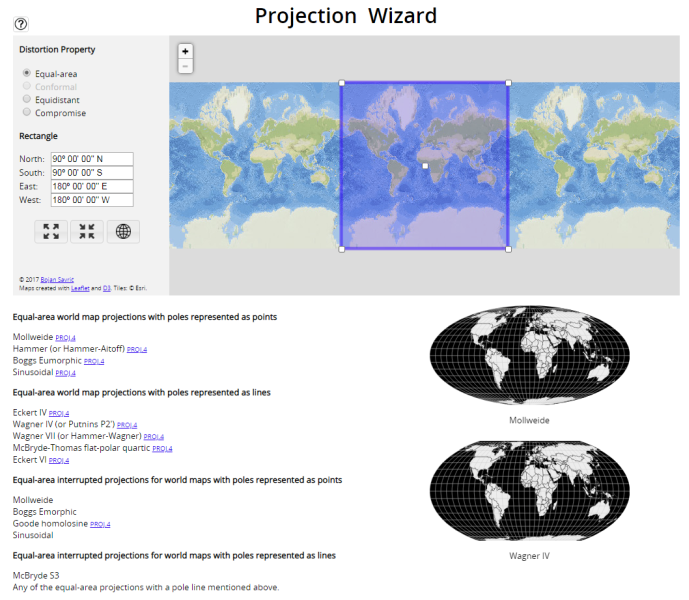 Projection Wizard
?
Distortion Property
Equal-area
Conformal
Equidistant
Compromise
Rectangle
North: 90º 00' 00" N
South: 90º 00' 00" S
East: 180º 00' 00" E
West: 180º 00' 00" W
© 2017 Bojan Šavrič
Maps created with Leaflet and D3. Tiles: © Esri.
+
−
Equal-area world map projections with poles represented as points
Mollweide PROJ.4
Hammer (or Hammer-Aitoff) PROJ.4
Boggs Eumorphic PROJ.4
Sinusoidal PROJ.4
Equal-area world map projections with poles represented as lines
Eckert IV PROJ.4
Wagner IV (or Putnins P2') PROJ.4
Wagner VII (or Hammer-Wagner) PROJ.4
McBryde-Thomas flat-polar quartic PROJ.4
Eckert VI PROJ.4
Equal-area interrupted projections for world maps with poles represented as points
Mollweide
Boggs Emorphic
Goode homolosine PROJ.4
Sinusoidal
Equal-area interrupted projections for world maps with poles represented as lines
McBryde S3
Any of the equal-area projections with a pole line mentioned above.
Mollweide
Wagner IV